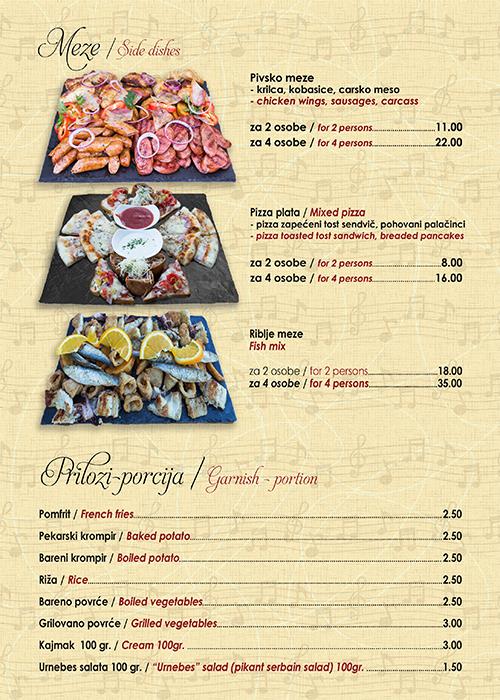 Meze / Side dishes
Pivsko meze
- krilca, kobasice, carsko meso
- chicken wings, sausages, carcass
za 2 osobe / for 2 persons 11.00
za 4 osobe / for 4 persons 22.00
Pizza plata / Mixed pizza
- pizza zapečeni tost sendvič, pohovani palačinci
- pizza toasted tost sandwich, breaded pancakes
za 2 osobe / for 2 persons 8.00
za 4 osobe / for 4 persons 16.00
Riblje meze
Fish mix
za 2 osobe / for 2 persons 18.00
za 4 osobe / for 4 persons 35.00
Prilozi-porcija / Garnish - portion
Pomfrit / French fries 2.50
Pekarski krompir / Baked potato 2.50
Bareni krompir / Boiled potato 2.50
Riža / Rice 2.50
Bareno povrće / Boiled vegetables 2.50
Grilovano povrće / Grilled vegetables 3.00
Kajmak 100 gr. / Cream 100gr. 3.00
Urnebes salata 100 gr. / “Urnebes” salad (pikant serbain salad) 100gr. 1.50